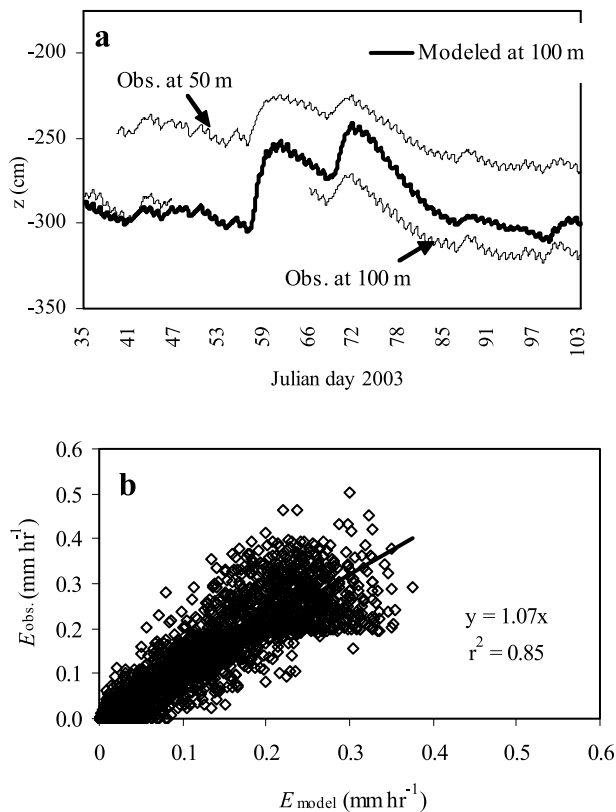 a
Modeled at 100 m
Obs. at 50 m
Obs. at 100 m
z (cm)
-175
-200
-250
-300
-350
35
41
47
53
59
66
72
78
85
91
97
103
Julian day 2003
b
E obs. (mm hr⁻¹)
0.6
0.5
0.4
0.3
0.2
0.1
0.0
y = 1.07x
r² = 0.85
0 0.1 0.2 0.3 0.4 0.5 0.6
E model (mm hr⁻¹)